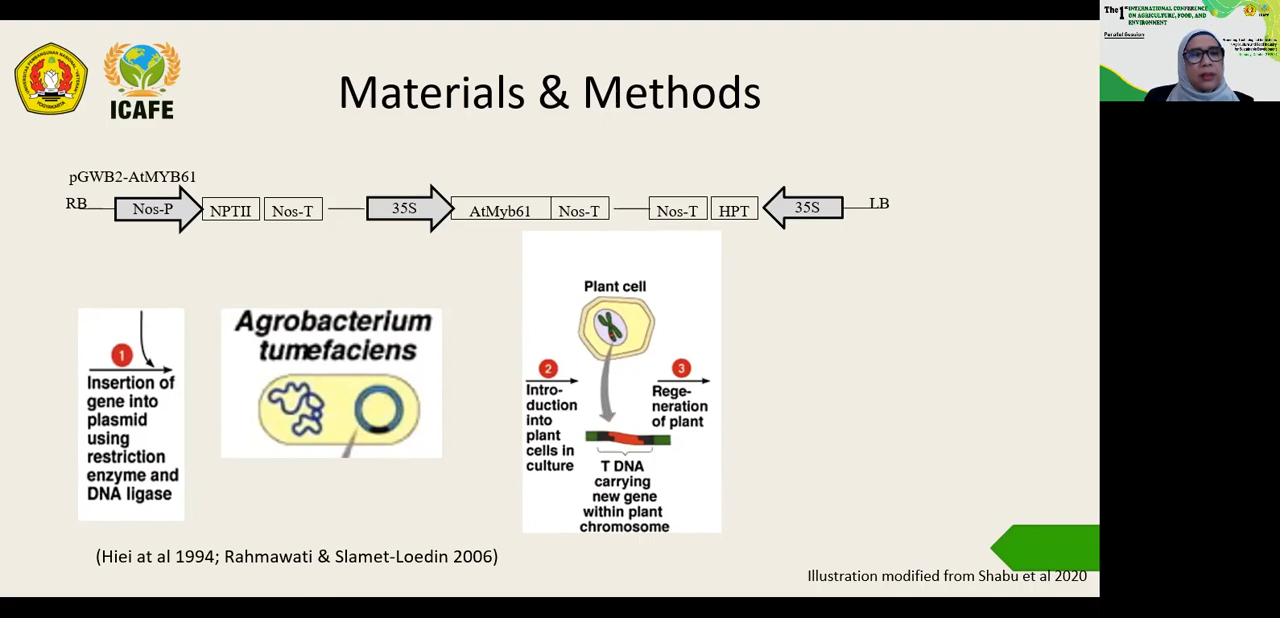 ICAFE
Materials & Methods
pGWB2-AtMYB61
RB Nos-P NPTII Nos-T 35S AtMyb61 Nos-T Nos-T HPT 35S LB
1
Insertion of
gene into
plasmid
using
restriction
enzyme and
DNA ligase
Agrobacterium
tumefaciens
Plant cell
2
Intro-
duction
into
plant
cells in
culture
3
Rege-
neration
of plant
T DNA
carrying
new gene
within plant
chromosome
(Hiei at al 1994; Rahmawati & Slamet-Loedin 2006)
Illustration modified from Shabu et al 2020
The 1st INTERNATIONAL CONFERENCE
ON AGRICULTURE, FOOD, AND
ENVIRONMENT
Parallel Session